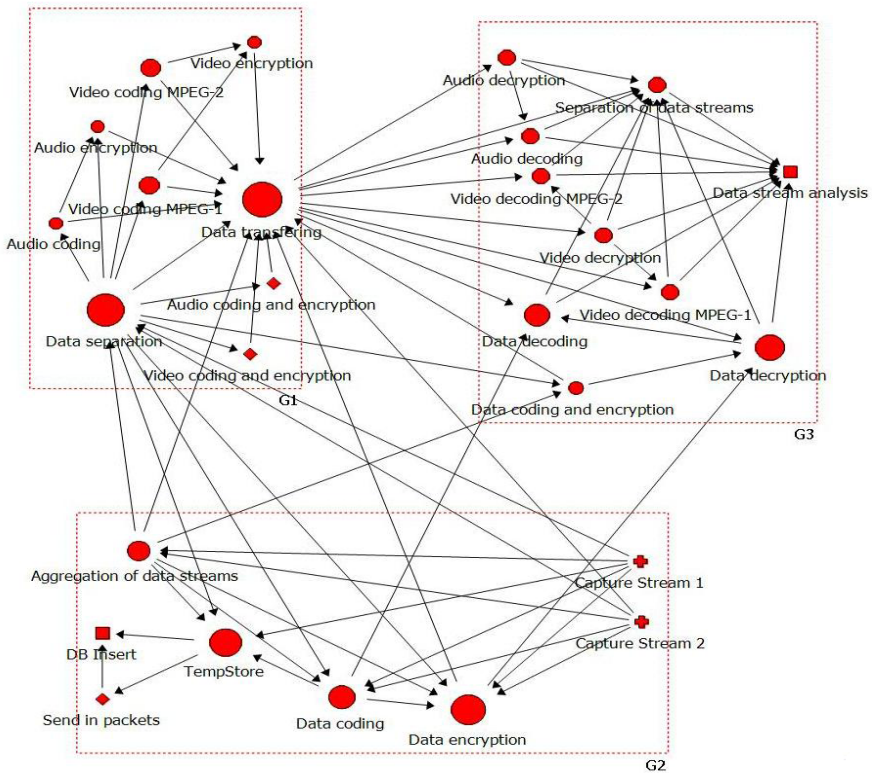 Video encryption
Video coding MPEG-2
Audio encryption
Video coding MPEG-1
Data transfering
Audio coding
Audio coding and encryption
Data separation
Video coding and encryption
G1
Audio decryption
Separation of data streams
Audio decoding
Data stream analysis
Video decoding MPEG-2
Video decryption
Video decoding MPEG-1
Data decoding
Data decryption
Data coding and encryption
G3
Aggregation of data streams
Capture Stream 1
Capture Stream 2
DB Insert
TempStore
Send in packets
Data coding
Data encryption
G2